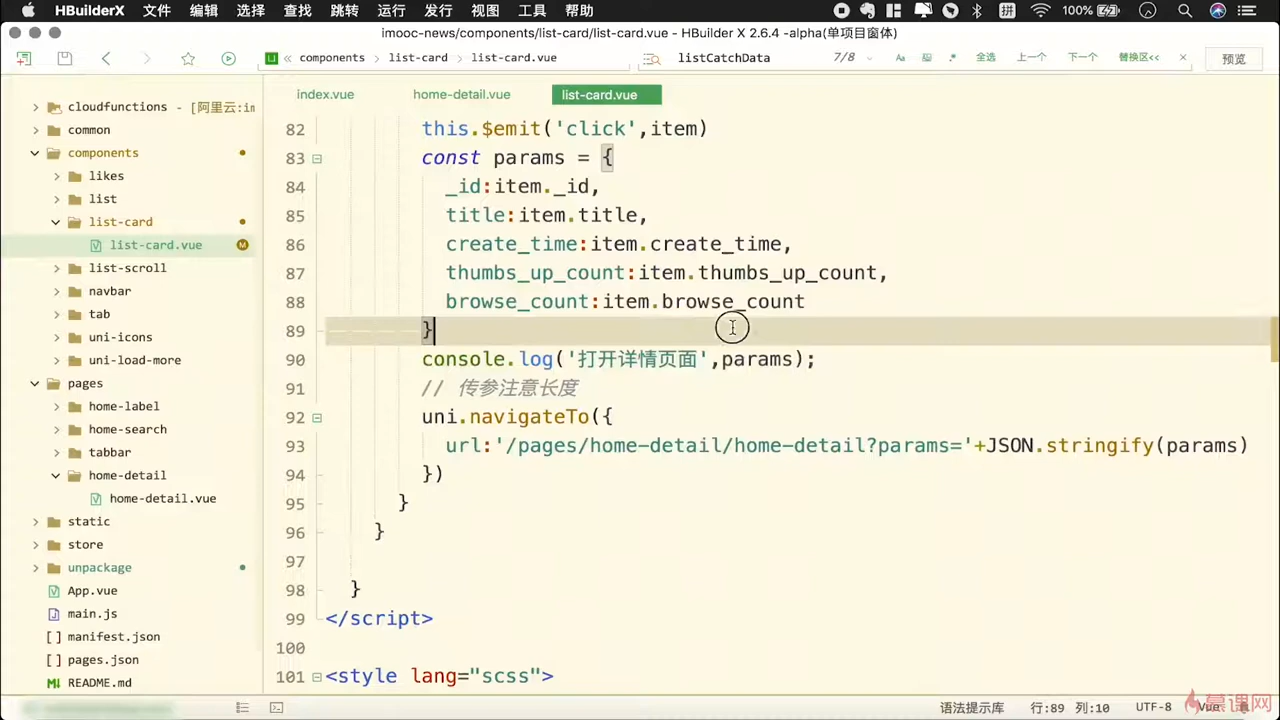 HBuilderX 文件 编辑 选择 查找 跳转 运行 发行 视图 工具 帮助 100%
imooc-news/components/list-card/list-card.vue - HBuilder X 2.6.4 -alpha(单项目窗体)
components list-card list-card.vue listCatchData 7/8 Aa .* 全选 上一个 下一个 替换区<< 预览
index.vue home-detail.vue list-card.vue
cloudfunctions - [阿里云:im
common
components
likes
list
list-card
list-card.vue M
list-scroll
navbar
tab
uni-icons
uni-load-more
pages
home-label
home-search
tabbar
home-detail
home-detail.vue
static
store
unpackage
App.vue
main.js
manifest.json
pages.json
README.md
82 this.$emit('click',item)
83 const params = {
84 _id:item._id,
85 title:item.title,
86 create_time:item.create_time,
87 thumbs_up_count:item.thumbs_up_count,
88 browse_count:item.browse_count
89 }
90 console.log('打开详情页面',params);
91 // 传参注意长度
92 uni.navigateTo({
93 url:'/pages/home-detail/home-detail?params='+JSON.stringify(params)
94 })
95 }
96 }
97
98 }
99 </script>
100
101 <style lang="scss">
语法提示库 行:89 列:10 UTF-8 Vue
慕课网